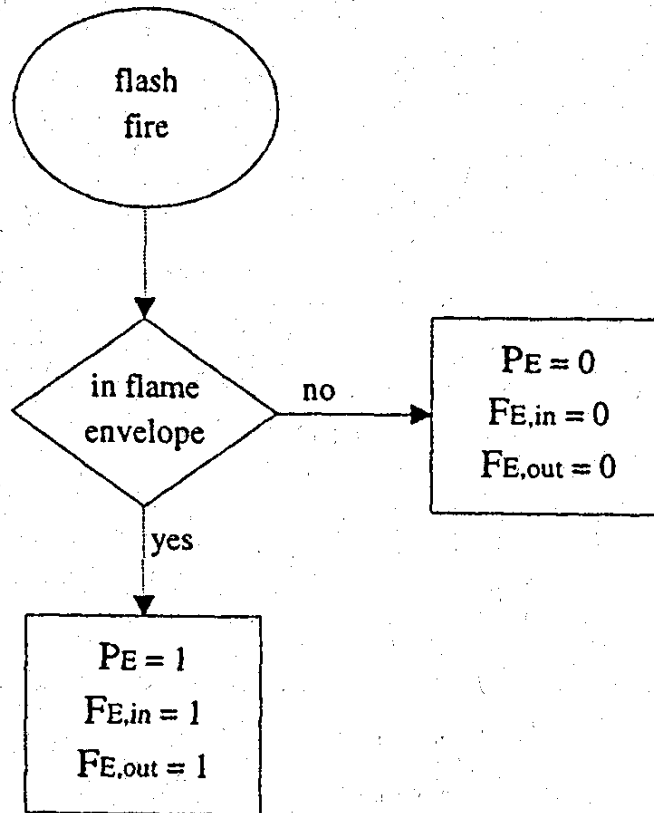 flash
fire
in flame
envelope
no
PE = 0
FE,in = 0
FE,out = 0
yes
PE = 1
FE,in = 1
FE,out = 1